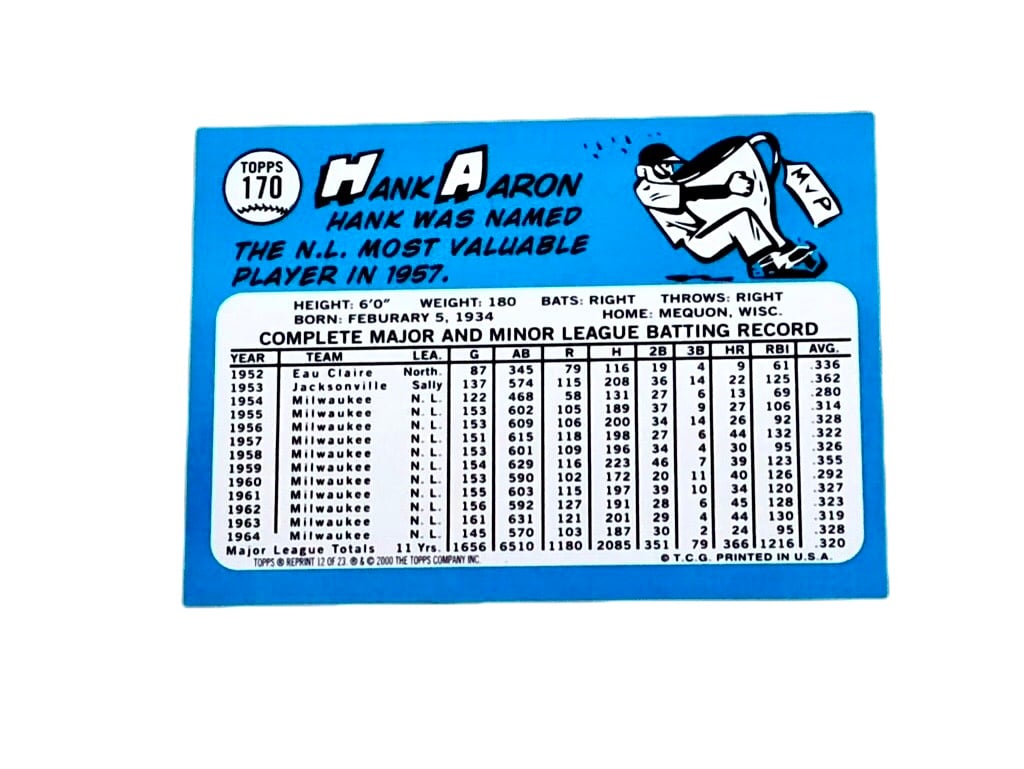 TOPPS
170
HANK AARON
HANK WAS NAMED
THE N.L. MOST VALUABLE
PLAYER IN 1957.
MVP
HEIGHT: 6'0" WEIGHT: 180 BATS: RIGHT THROWS: RIGHT
BORN: FEBURARY 5, 1934 HOME: MEQUON, WISC.
COMPLETE MAJOR AND MINOR LEAGUE BATTING RECORD
YEAR TEAM LEA. G AB R H 2B 3B HR RBI AVG.
1952 Eau Claire North. 87 345 79 116 19 4 9 61 .336
1953 Jacksonville Sally 137 574 115 208 36 14 22 125 .362
1954 Milwaukee N. L. 122 468 58 131 27 6 13 69 .280
1955 Milwaukee N. L. 153 602 105 189 37 9 27 106 .314
1956 Milwaukee N. L. 153 609 106 200 34 14 26 92 .328
1957 Milwaukee N. L. 151 615 118 198 27 6 44 132 .322
1958 Milwaukee N. L. 153 601 109 196 34 4 30 95 .326
1959 Milwaukee N. L. 154 629 116 223 46 7 39 123 .355
1960 Milwaukee N. L. 153 590 102 172 20 11 40 126 .292
1961 Milwaukee N. L. 155 603 115 197 39 10 34 120 .327
1962 Milwaukee N. L. 156 592 127 191 28 6 45 128 .323
1963 Milwaukee N. L. 161 631 121 201 29 4 44 130 .319
1964 Milwaukee N. L. 145 570 103 187 30 2 24 95 .328
Major League Totals 11 Yrs. 1656 6510 1180 2085 351 79 366 1216 .320
TOPPS ® REPRINT 12 OF 23. ® & © 2000 THE TOPPS COMPANY INC. © T.C.G. PRINTED IN U.S.A.